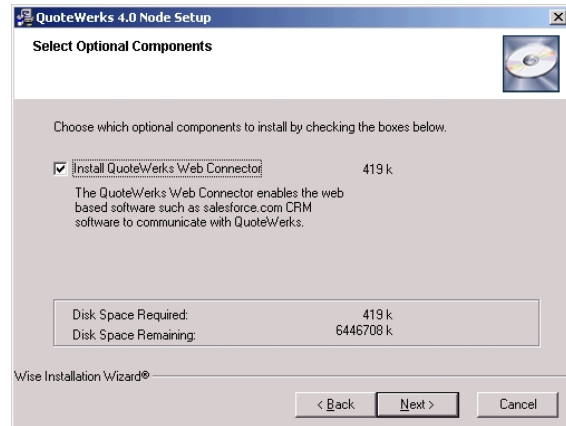 QuoteWerks 4.0 Node Setup
Select Optional Components
Choose which optional components to install by checking the boxes below.
Install QuoteWerks Web Connector 419 k
The QuoteWerks Web Connector enables the web
based software such as salesforce.com CRM
software to communicate with QuoteWerks.
Disk Space Required: 419 k
Disk Space Remaining: 6446708 k
Wise Installation Wizard®
< Back Next > Cancel